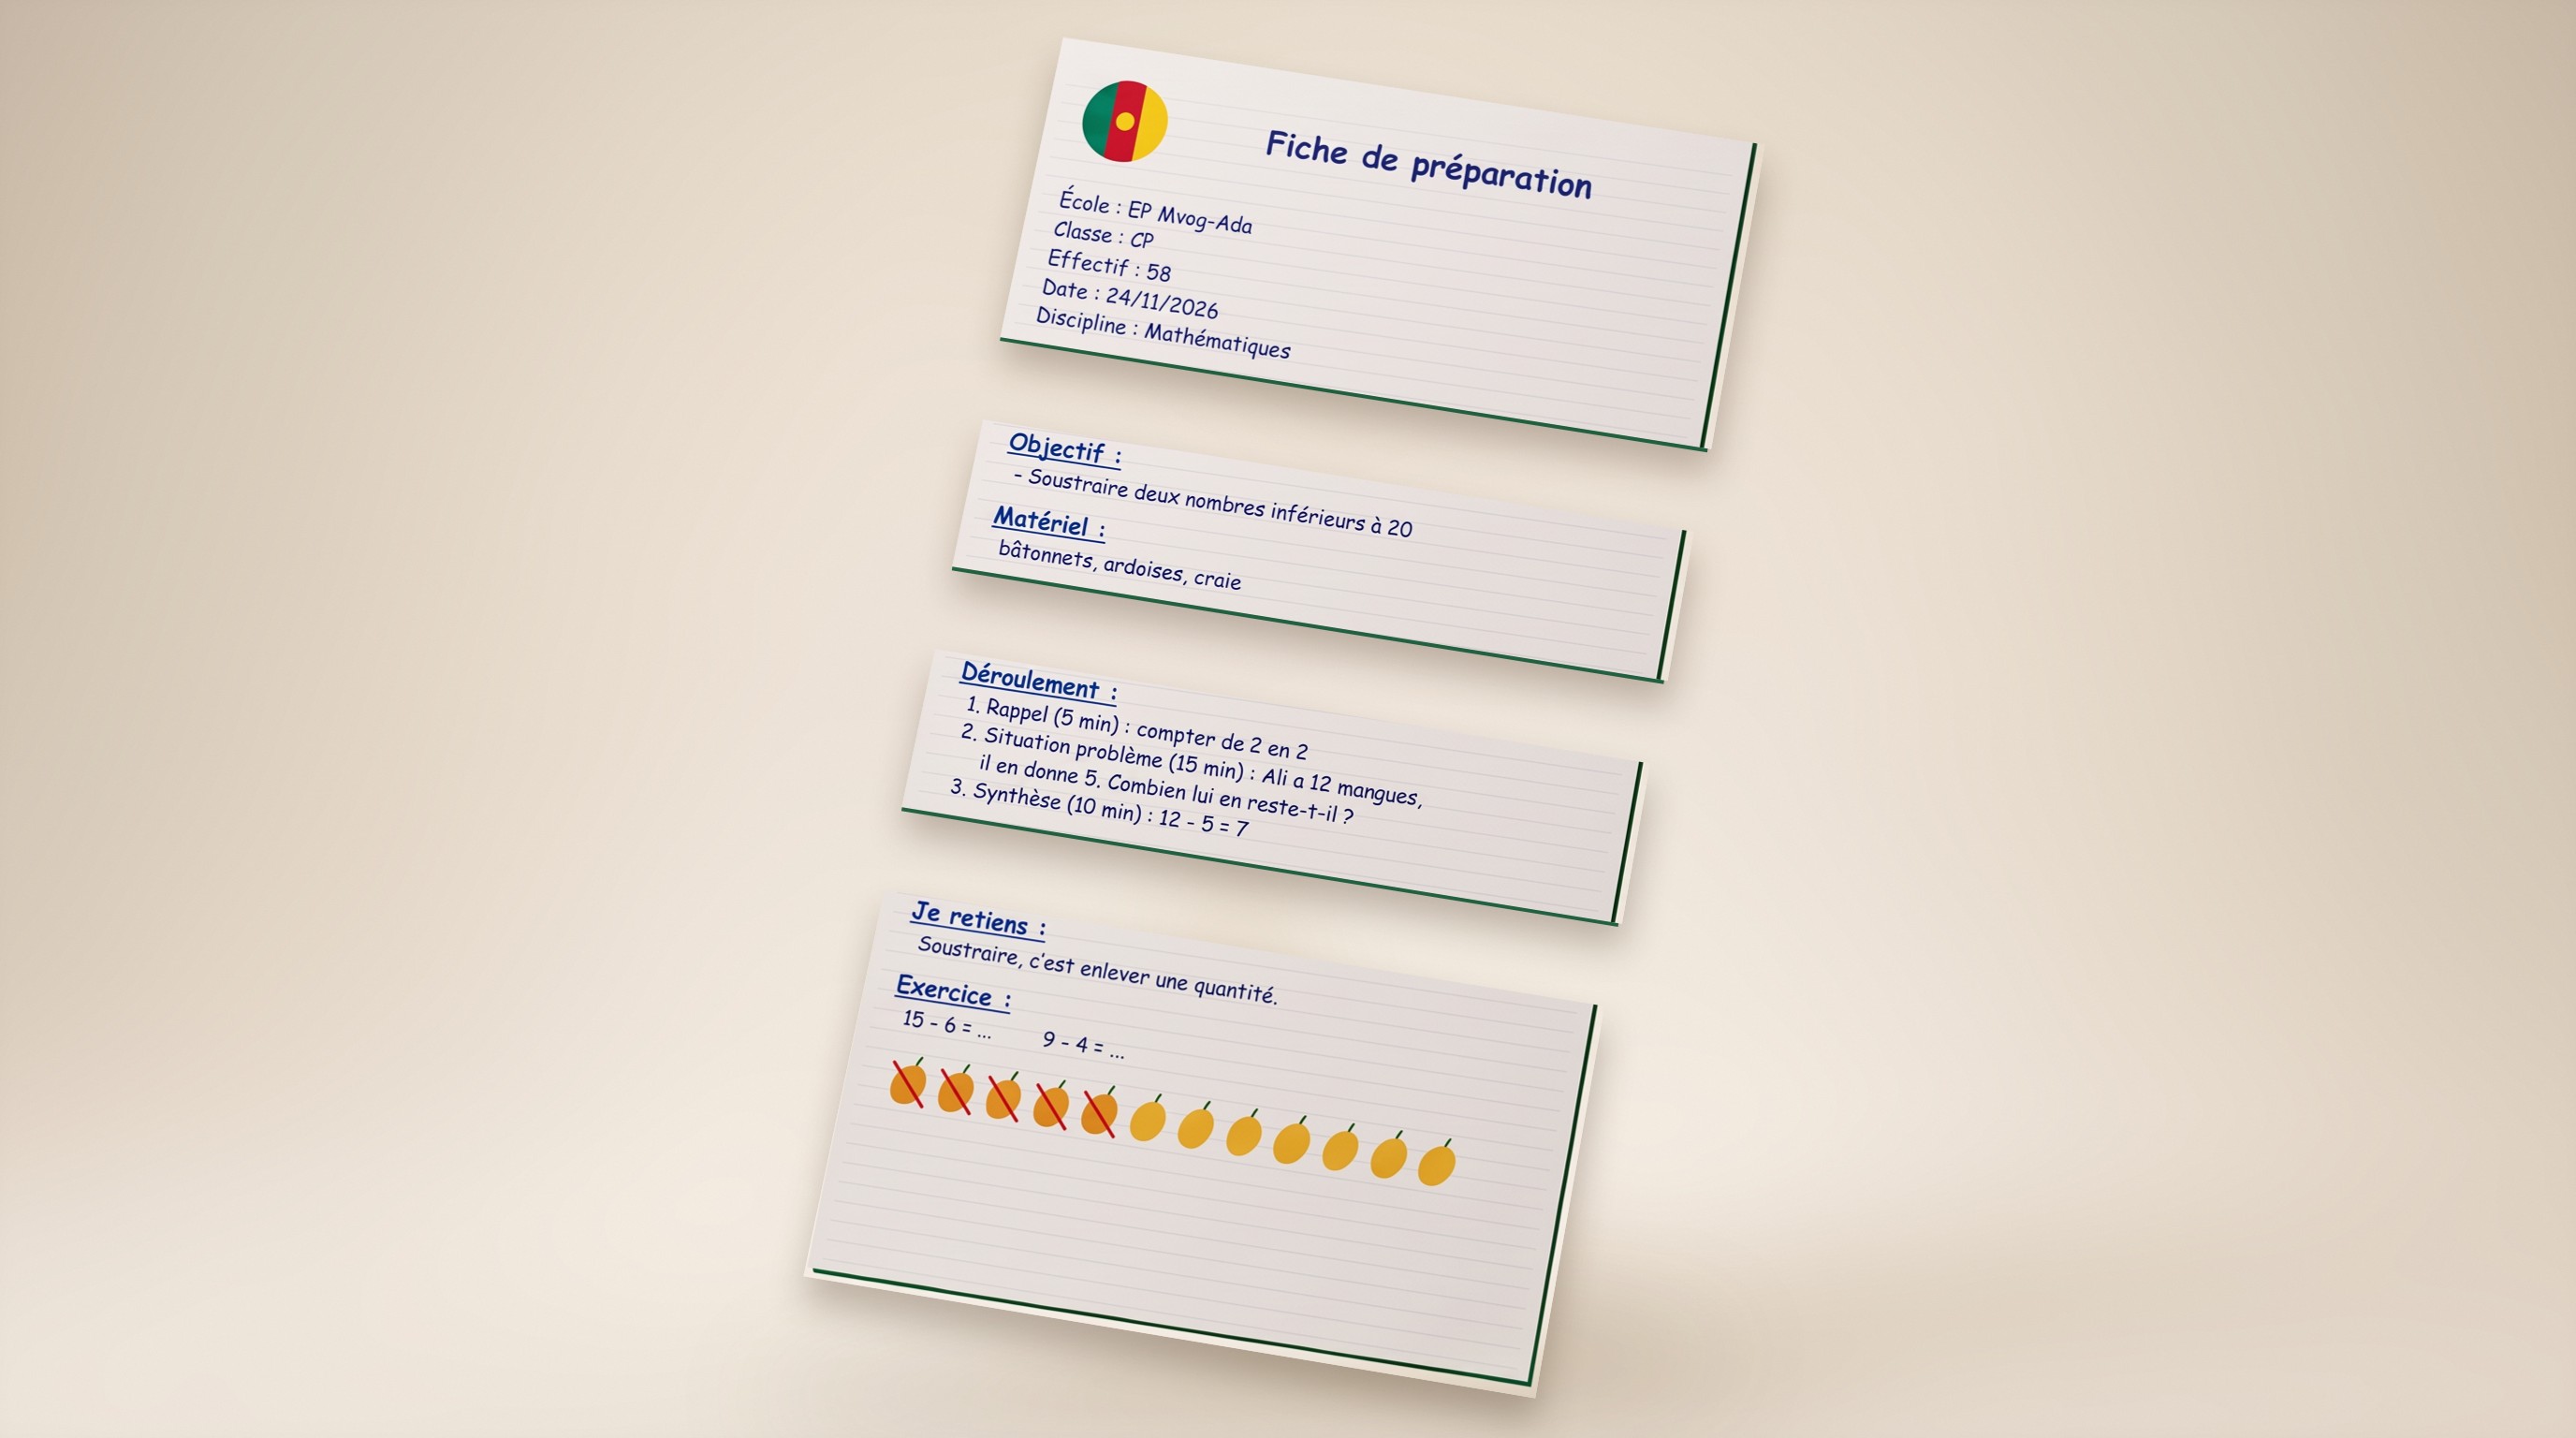 Fiche de préparation
École : EP Mvog-Ada
Classe : CP
Effectif : 58
Date : 24/11/2026
Discipline : Mathématiques
Objectif :
- Soustraire deux nombres inférieurs à 20
Matériel :
bâtonnets, ardoises, craie
Déroulement :
1. Rappel (5 min) : compter de 2 en 2
2. Situation problème (15 min) : Ali a 12 mangues,
il en donne 5. Combien lui en reste-t-il ?
3. Synthèse (10 min) : 12 - 5 = 7
Je retiens :
Soustraire, c'est enlever une quantité.
Exercice :
15 - 6 = ... 9 - 4 = ...